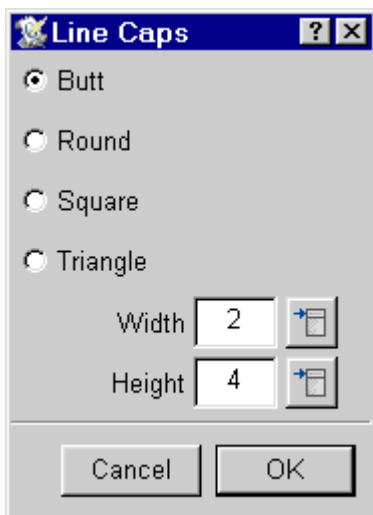 Line Caps ? X
Butt
Round
Square
Triangle
Width 2
Height 4
Cancel OK